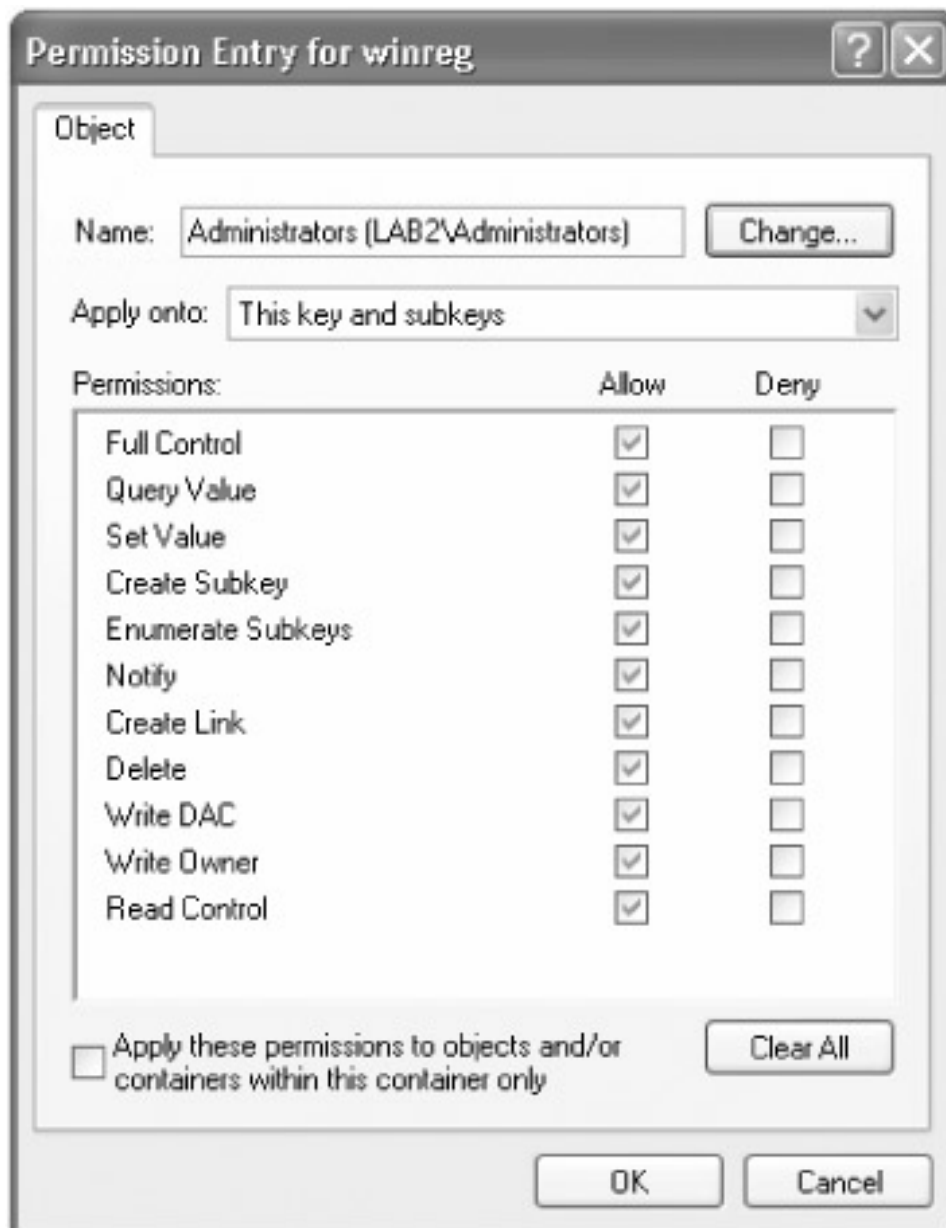 Permission Entry for winreg
Object
Name: Administrators (LAB2\Administrators) Change...
Apply onto: This key and subkeys
Permissions: Allow Deny
Full Control
Query Value
Set Value
Create Subkey
Enumerate Subkeys
Notify
Create Link
Delete
Write DAC
Write Owner
Read Control
Apply these permissions to objects and/or
containers within this container only
Clear All
OK Cancel